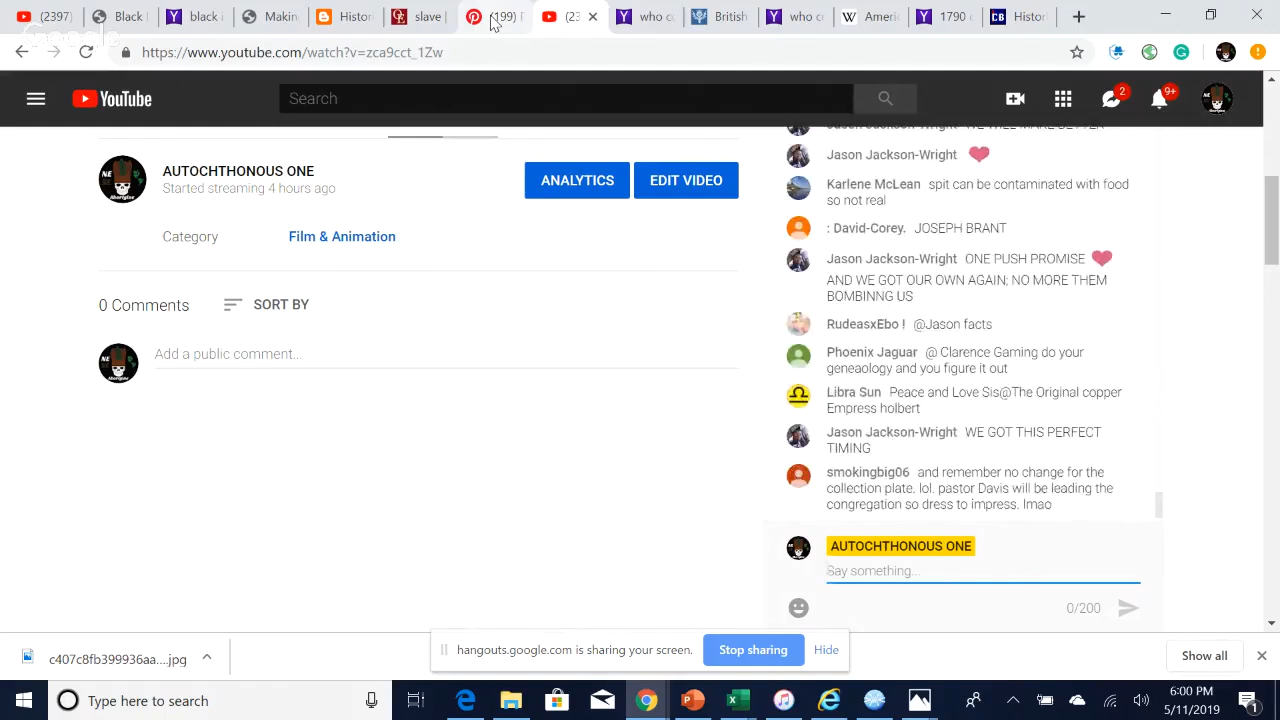 (239)
Black
black
Makin
Histor
slave
(99)
(23
who c
Britis
who c
Ameri
1790
Histor
https://www.youtube.com/watch?v=zca9cct_1Zw
YouTube
Search
2
9+
AUTOCHTHONOUS ONE
Started streaming 4 hours ago
ANALYTICS
EDIT VIDEO
Category
Film & Animation
0 Comments
SORT BY
Add a public comment...
Jason Jackson-Wright
Karlene McLean spit can be contaminated with food
so not real
: David-Corey. JOSEPH BRANT
Jason Jackson-Wright ONE PUSH PROMISE
AND WE GOT OUR OWN AGAIN; NO MORE THEM
BOMBINNG US
RudeasxEbo ! @Jason facts
Phoenix Jaguar @ Clarence Gaming do your
geneaology and you figure it out
Libra Sun Peace and Love Sis@The Original copper
Empress holbert
Jason Jackson-Wright WE GOT THIS PERFECT
TIMING
smokingbig06 and remember no change for the
collection plate. lol. pastor Davis will be leading the
congregation so dress to impress. lmao
AUTOCHTHONOUS ONE
Say something...
0/200
hangouts.google.com is sharing your screen.
Stop sharing
Hide
c407c8fb399936aa....jpg
Show all
Type here to search
6:00 PM
5/11/2019